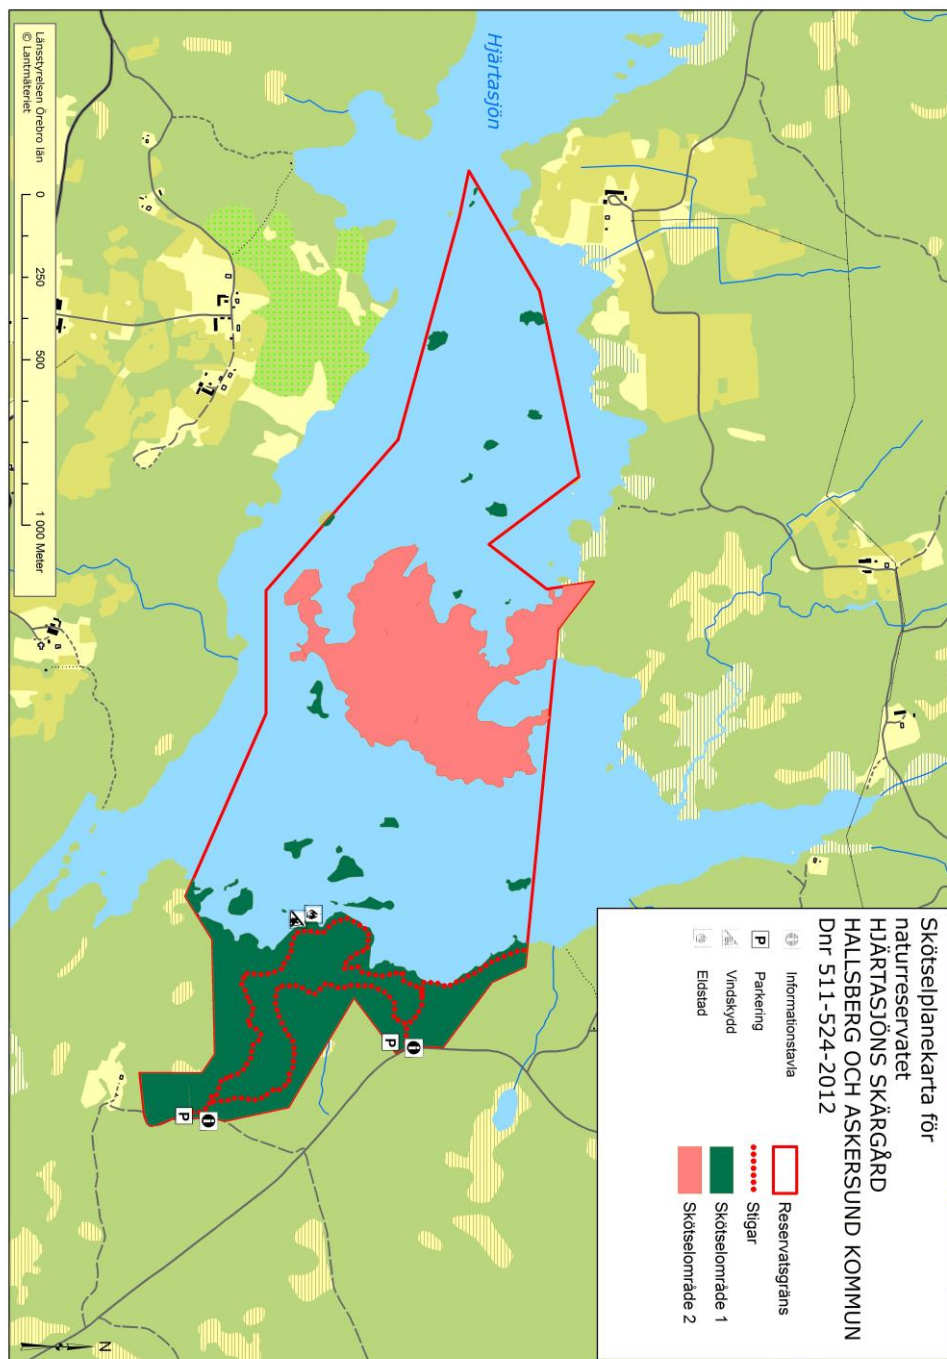 Skötselplanekarta för
naturreservatet
HJÄRTASJÖNS SKÄRGÅRD
HALLSBERG OCH ASKERSUND KOMMUN
Dnr 511-524-2012
Informationstavla
Parkering
Vindskydd
Eldstad
Reservatsgräns
Stigar
Skötselområde 1
Skötselområde 2
P
Hjärtasjön
P
P
N
Länsstyrelsen Örebro län
© Lantmäteriet
0 250 500 1 000 Meter